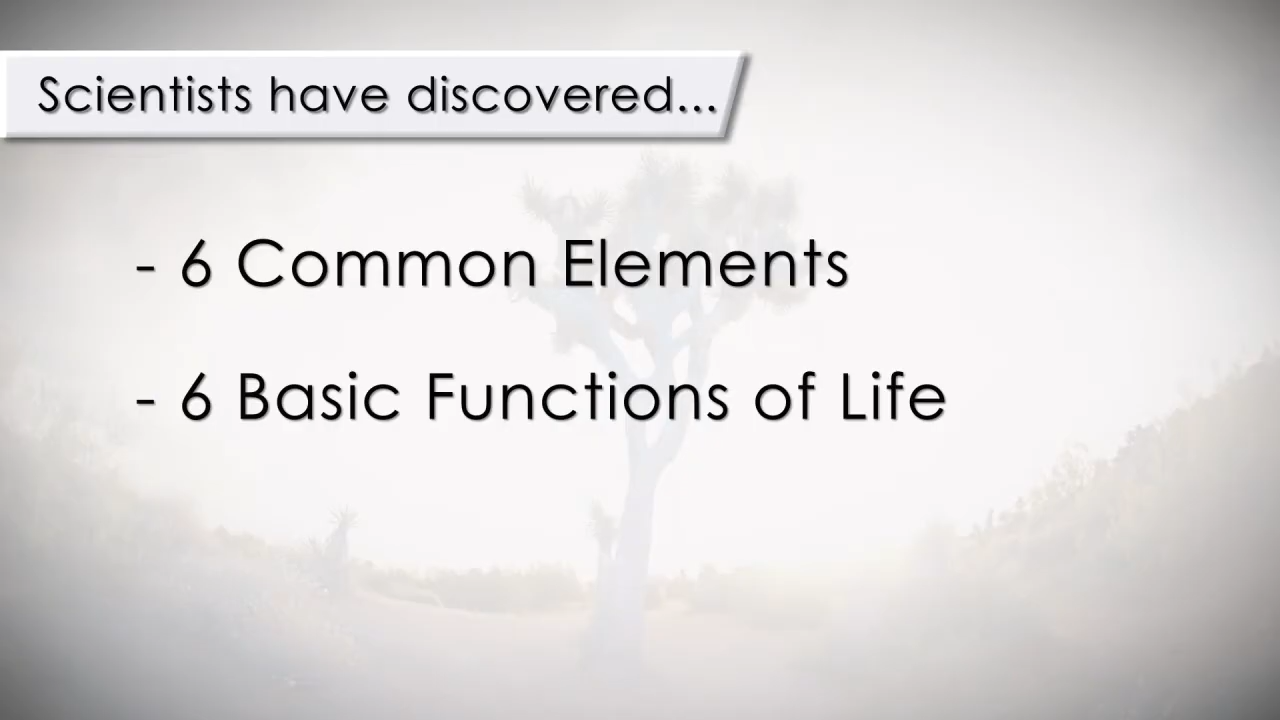 Scientists have discovered...
- 6 Common Elements
- 6 Basic Functions of Life